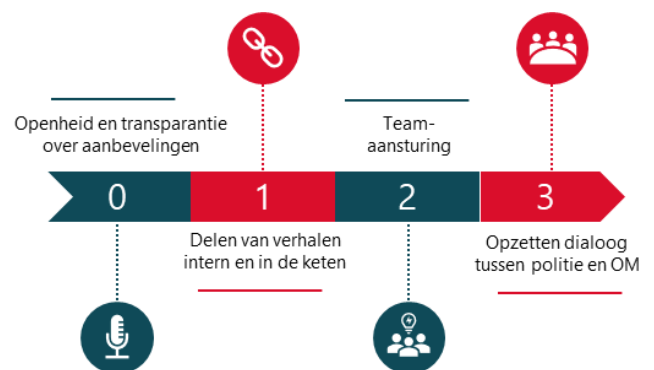 Openheid en transparantie
over aanbevelingen
Team-
aansturing
0
1
2
3
Delen van verhalen
intern en in de keten
Opzetten dialoog
tussen politie en OM